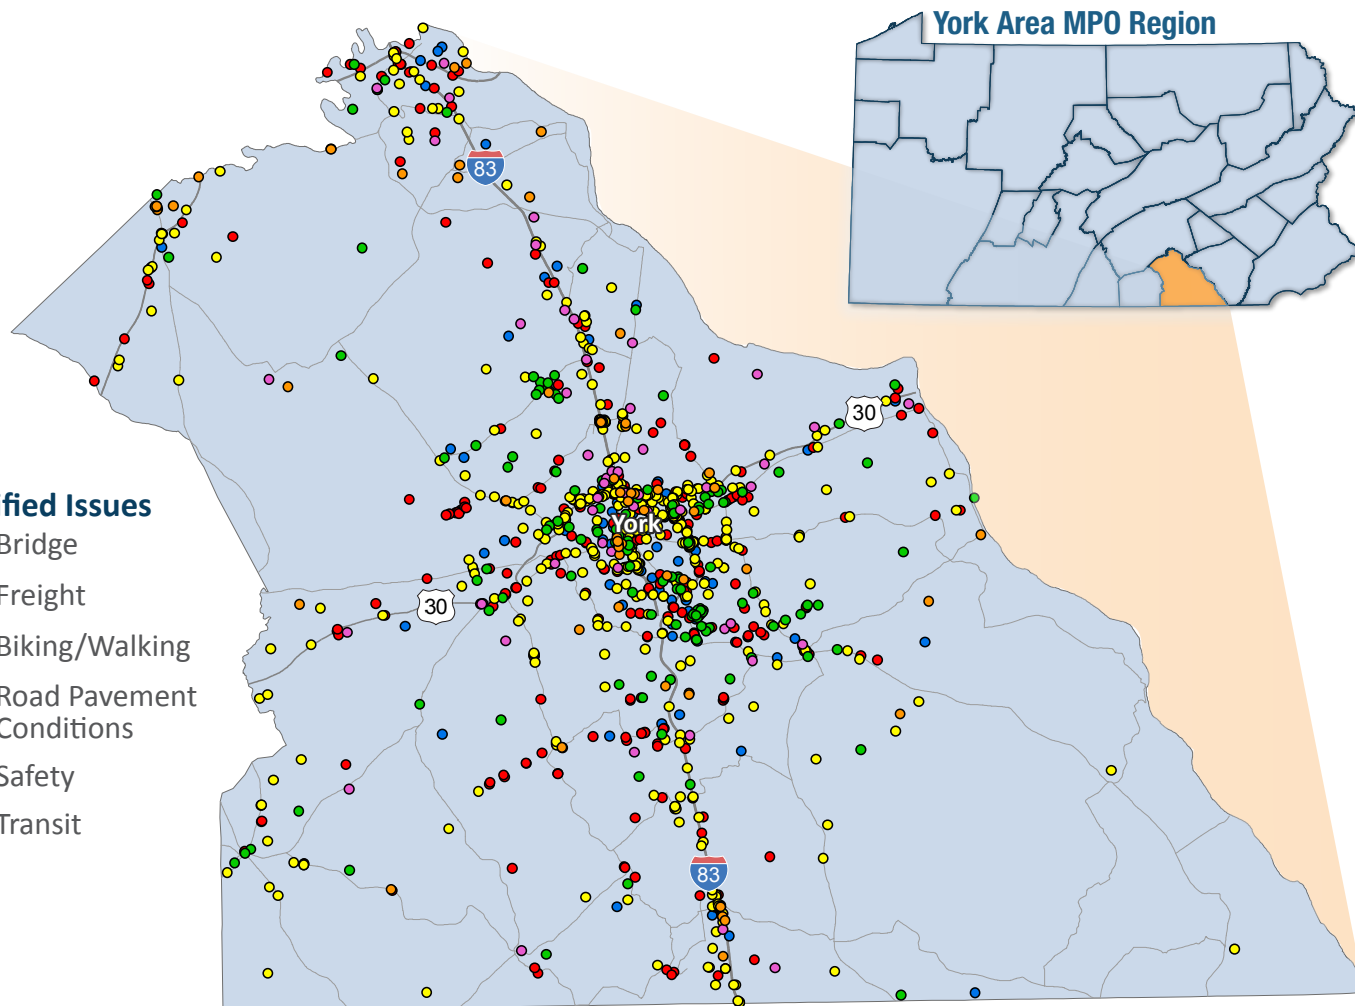 York Area MPO Region
83
30
York
ified Issues
Bridge
Freight
30
Biking/Walking
Road Pavement
Conditions
Safety
Transit
83